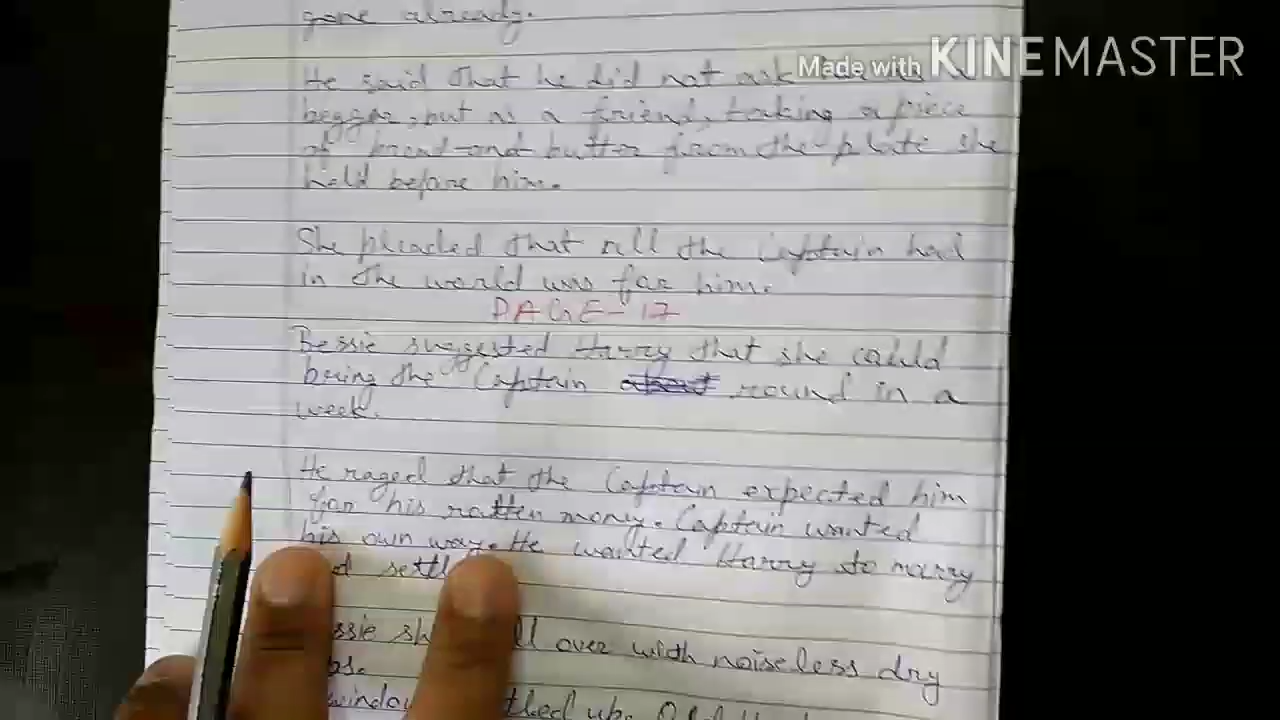 gone already.
Made with KINEMASTER
He said that he did not ask
beggar, but as a friend, taking a piece
of bread-and-butter from the plate she
held before him.
She pleaded that all the Captain had
in the world was for him.
PAGE-17
Bessie suggested Harry that she could
bring the Captain round in a
week.
He raged that the Captain expected him
for his rotten mony. Captain wanted
his own way. He wanted Harry to marry
settl
over with noiseless dry